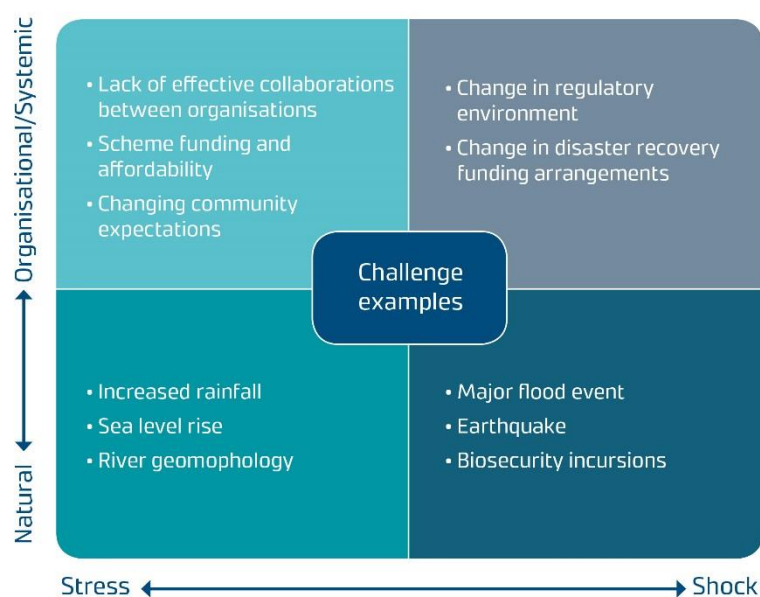 Organisational/Systemic
Natural
• Lack of effective collaborations
between organisations
• Scheme funding and
affordability
• Changing community
expectations
• Change in regulatory
environment
• Change in disaster recovery
funding arrangements
Challenge
examples
• Increased rainfall
• Sea level rise
• River geomophology
• Major flood event
• Earthquake
• Biosecurity incursions
Stress
Shock